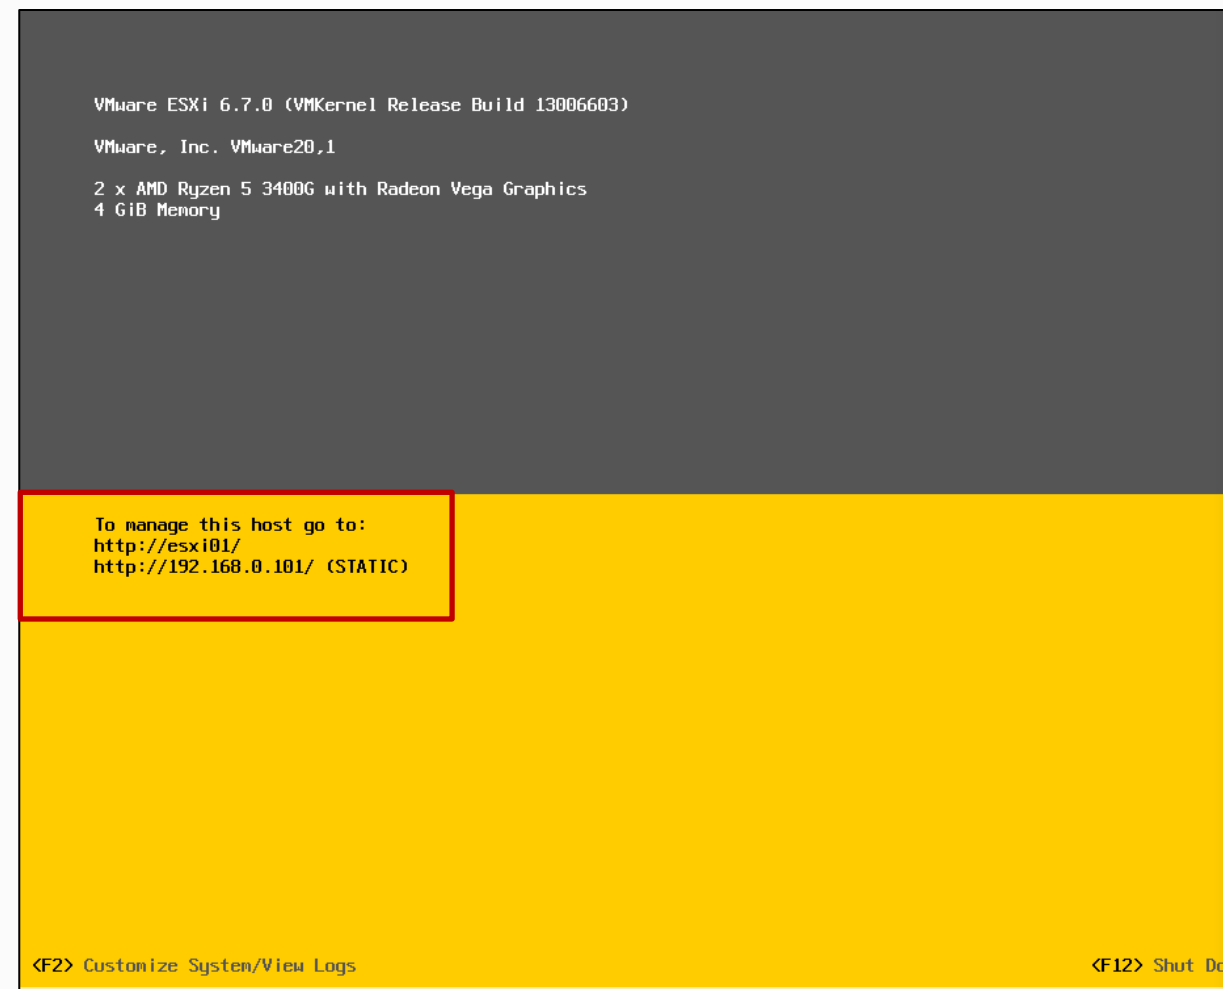 VMware ESXi 6.7.0 (VMKernel Release Build 13006603)
VMware, Inc. VMware20,1
2 x AMD Ryzen 5 3400G with Radeon Vega Graphics
4 GiB Memory
To manage this host go to:
http://esxi01/
http://192.168.0.101/ (STATIC)
<F2> Customize System/View Logs
<F12> Shut Do